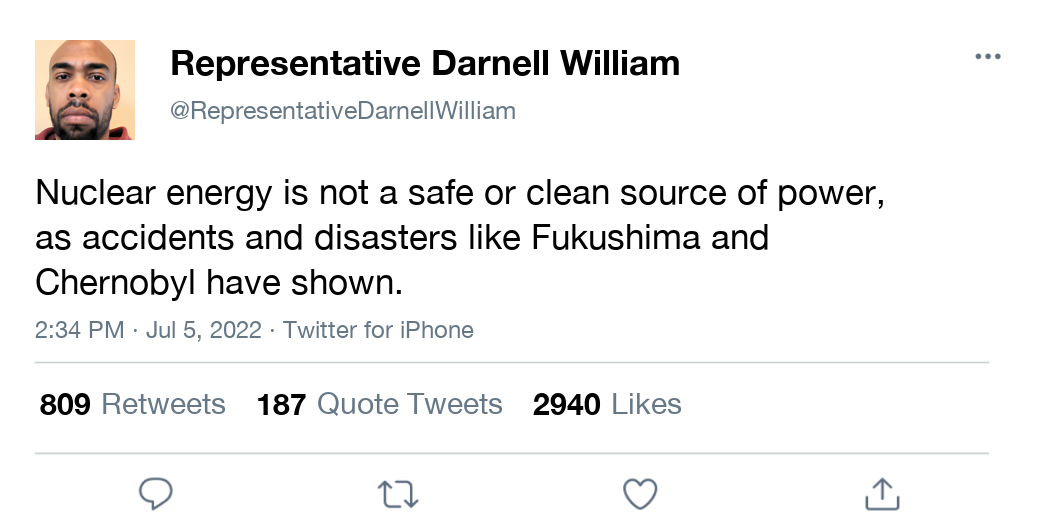 Representative Darnell William
@RepresentativeDarnellWilliam
Nuclear energy is not a safe or clean source of power,
as accidents and disasters like Fukushima and
Chernobyl have shown.
2:34 PM · Jul 5, 2022 · Twitter for iPhone
809 Retweets 187 Quote Tweets 2940 Likes